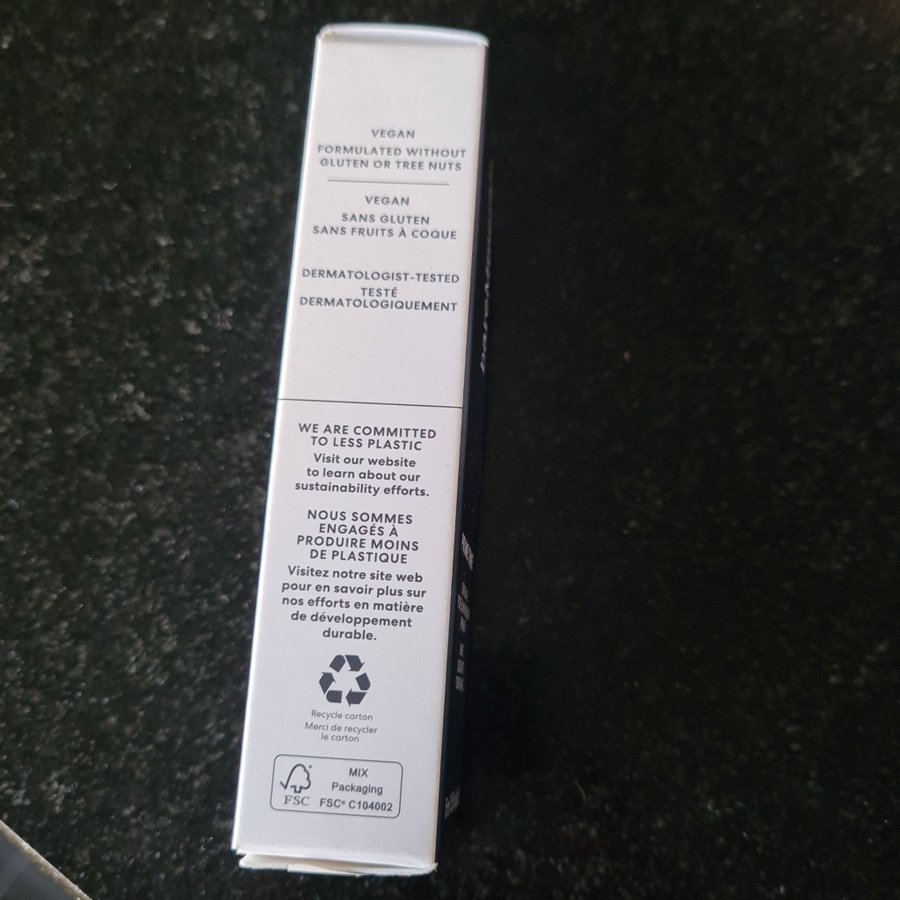 VEGAN
FORMULATED WITHOUT
GLUTEN OR TREE NUTS
VEGAN
SANS GLUTEN
SANS FRUITS À COQUE
DERMATOLOGIST-TESTED
TESTÉ
DERMATOLOGIQUEMENT
WE ARE COMMITTED
TO LESS PLASTIC
Visit our website
to learn about our
sustainability efforts.
NOUS SOMMES
ENGAGÉS À
PRODUIRE MOINS
DE PLASTIQUE
Visitez notre site web
pour en savoir plus sur
nos efforts en matière
de développement
durable.
Recycle carton
Merci de recycler
le carton
FSC
MIX
Packaging
FSC® C104002